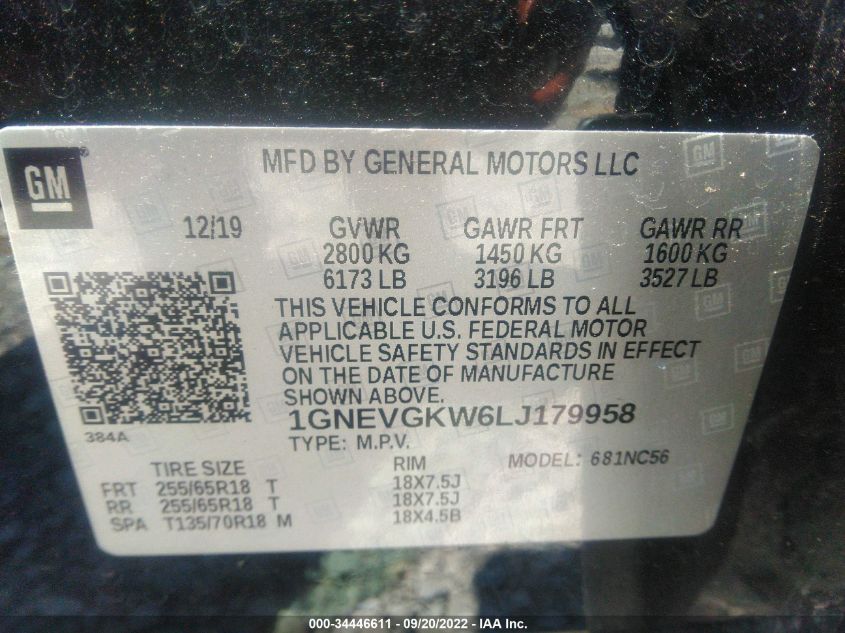 GM ®
MFD BY GENERAL MOTORS LLC
12/19 GVWR GAWR FRT GAWR RR
2800 KG 1450 KG 1600 KG
6173 LB 3196 LB 3527 LB
THIS VEHICLE CONFORMS TO ALL
APPLICABLE U.S. FEDERAL MOTOR
VEHICLE SAFETY STANDARDS IN EFFECT
ON THE DATE OF MANUFACTURE
SHOWN ABOVE.
1GNEVGKW6LJ179958
384A
TYPE: M.P.V. MODEL: 681NC56
TIRE SIZE RIM
FRT 255/65R18 T 18X7.5J
RR 255/65R18 T 18X7.5J
SPA T135/70R18 M 18X4.5B
000-34446611 - 09/20/2022 - IAA Inc.